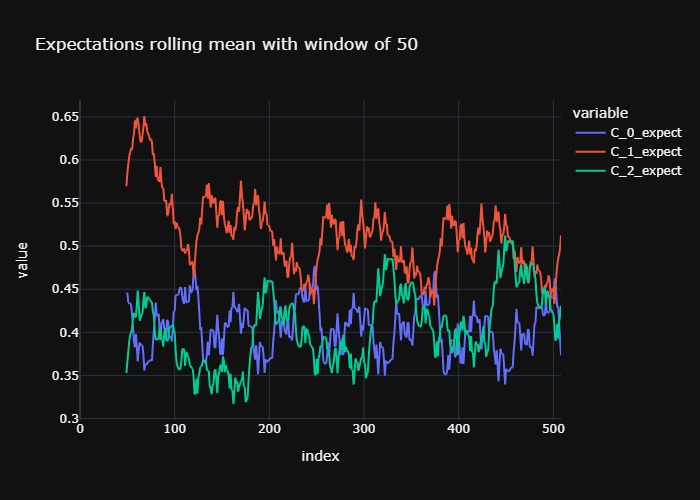 Expectations rolling mean with window of 50
variable
C_0_expect
C_1_expect
C_2_expect
value
0.65
0.6
0.55
0.5
0.45
0.4
0.35
0.3
0
100
200
300
400
500
index